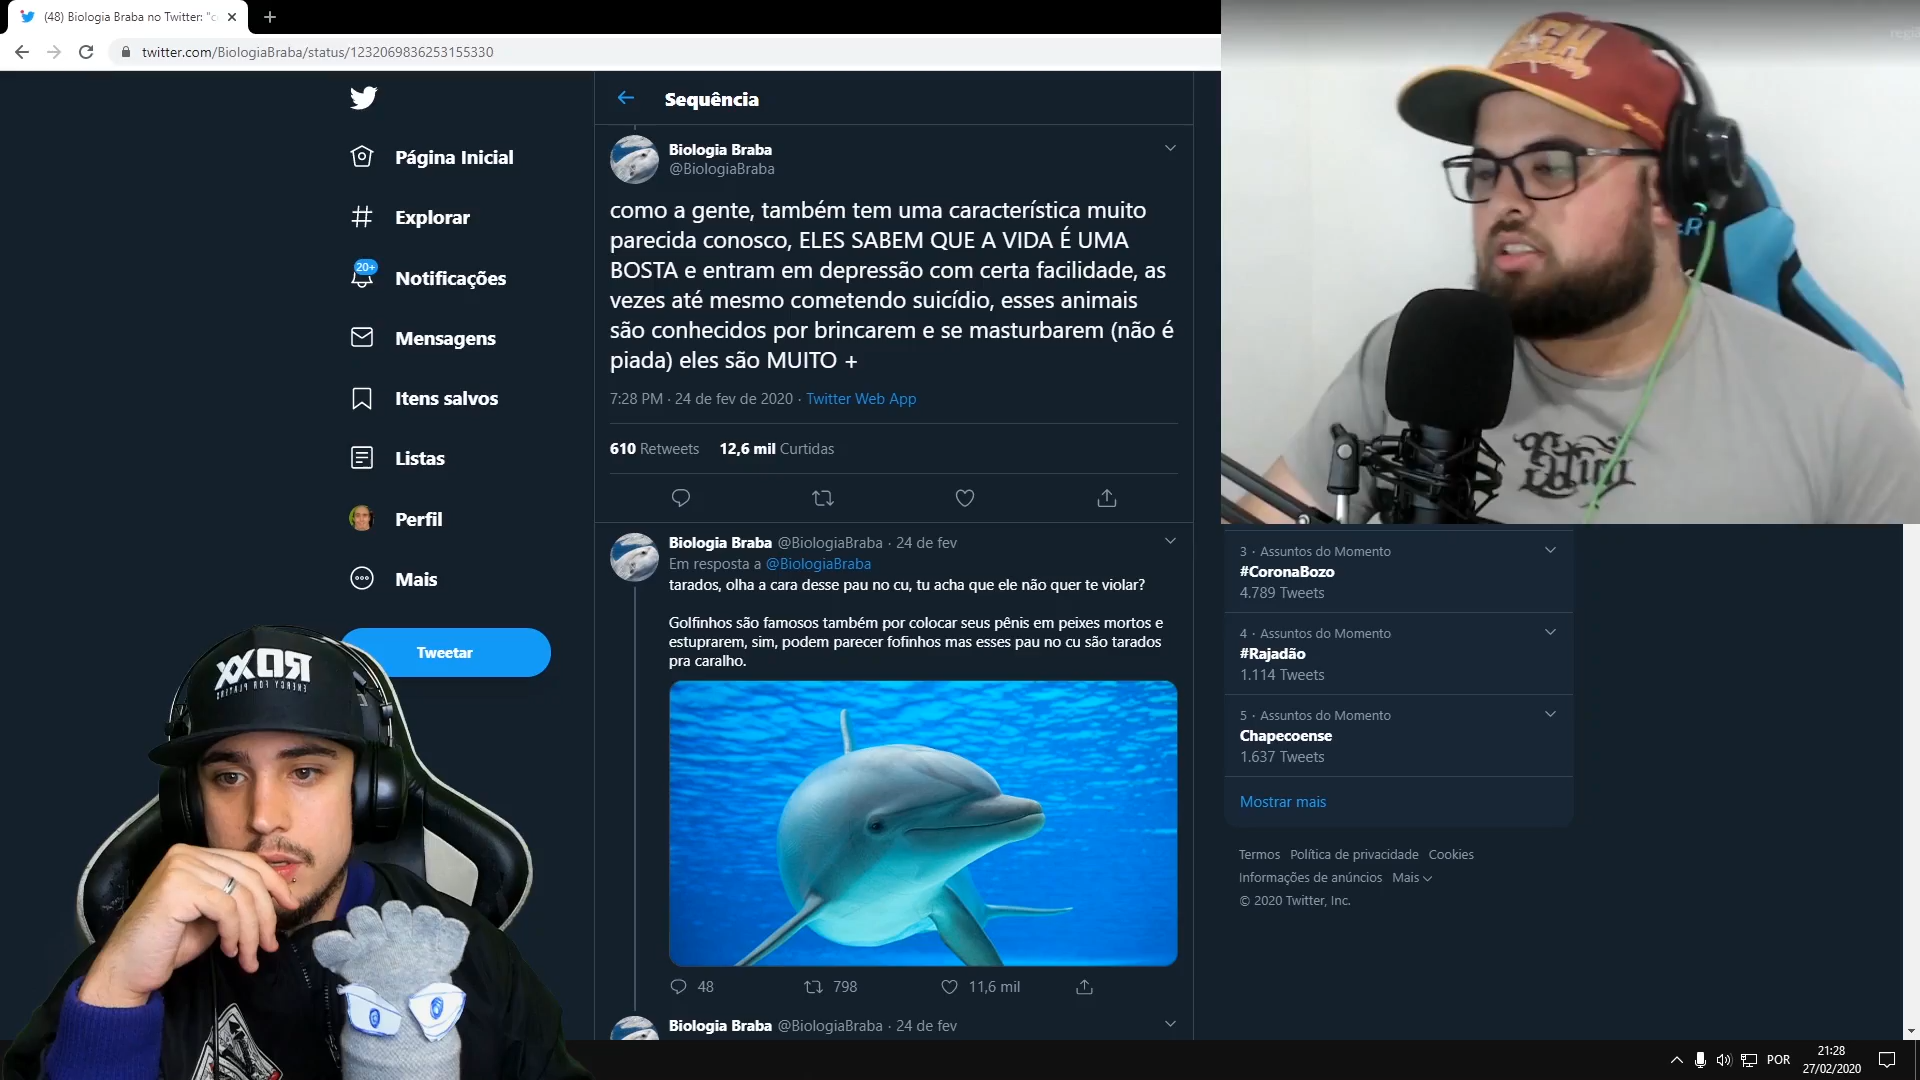 (48) Biologia Braba no Twitter: "c
twitter.com/BiologiaBraba/status/1232069836253155330
Página Inicial
Explorar
20+
Notificações
Mensagens
Itens salvos
Listas
Perfil
Mais
Tweetar
Sequência
Biologia Braba
@BiologiaBraba
como a gente, também tem uma característica muito
parecida conosco, ELES SABEM QUE A VIDA É UMA
BOSTA e entram em depressão com certa facilidade, as
vezes até mesmo cometendo suicídio, esses animais
são conhecidos por brincarem e se masturbarem (não é
piada) eles são MUITO +
7:28 PM · 24 de fev de 2020 · Twitter Web App
610 Retweets 12,6 mil Curtidas
Biologia Braba @BiologiaBraba · 24 de fev
Em resposta a @BiologiaBraba
tarados, olha a cara desse pau no cu, tu acha que ele não quer te violar?
Golfinhos são famosos também por colocar seus pênis em peixes mortos e
estuprarem, sim, podem parecer fofinhos mas esses pau no cu são tarados
pra caralho.
48 798 11,6 mil
Biologia Braba @BiologiaBraba · 24 de fev
3 · Assuntos do Momento
#CoronaBozo
4.789 Tweets
4 · Assuntos do Momento
#Rajadão
1.114 Tweets
5 · Assuntos do Momento
Chapecoense
1.637 Tweets
Mostrar mais
Termos Política de privacidade Cookies
Informações de anúncios Mais
© 2020 Twitter, Inc.
ROXX
ENERGY FOR PLAYERS
POR
21:28
27/02/2020